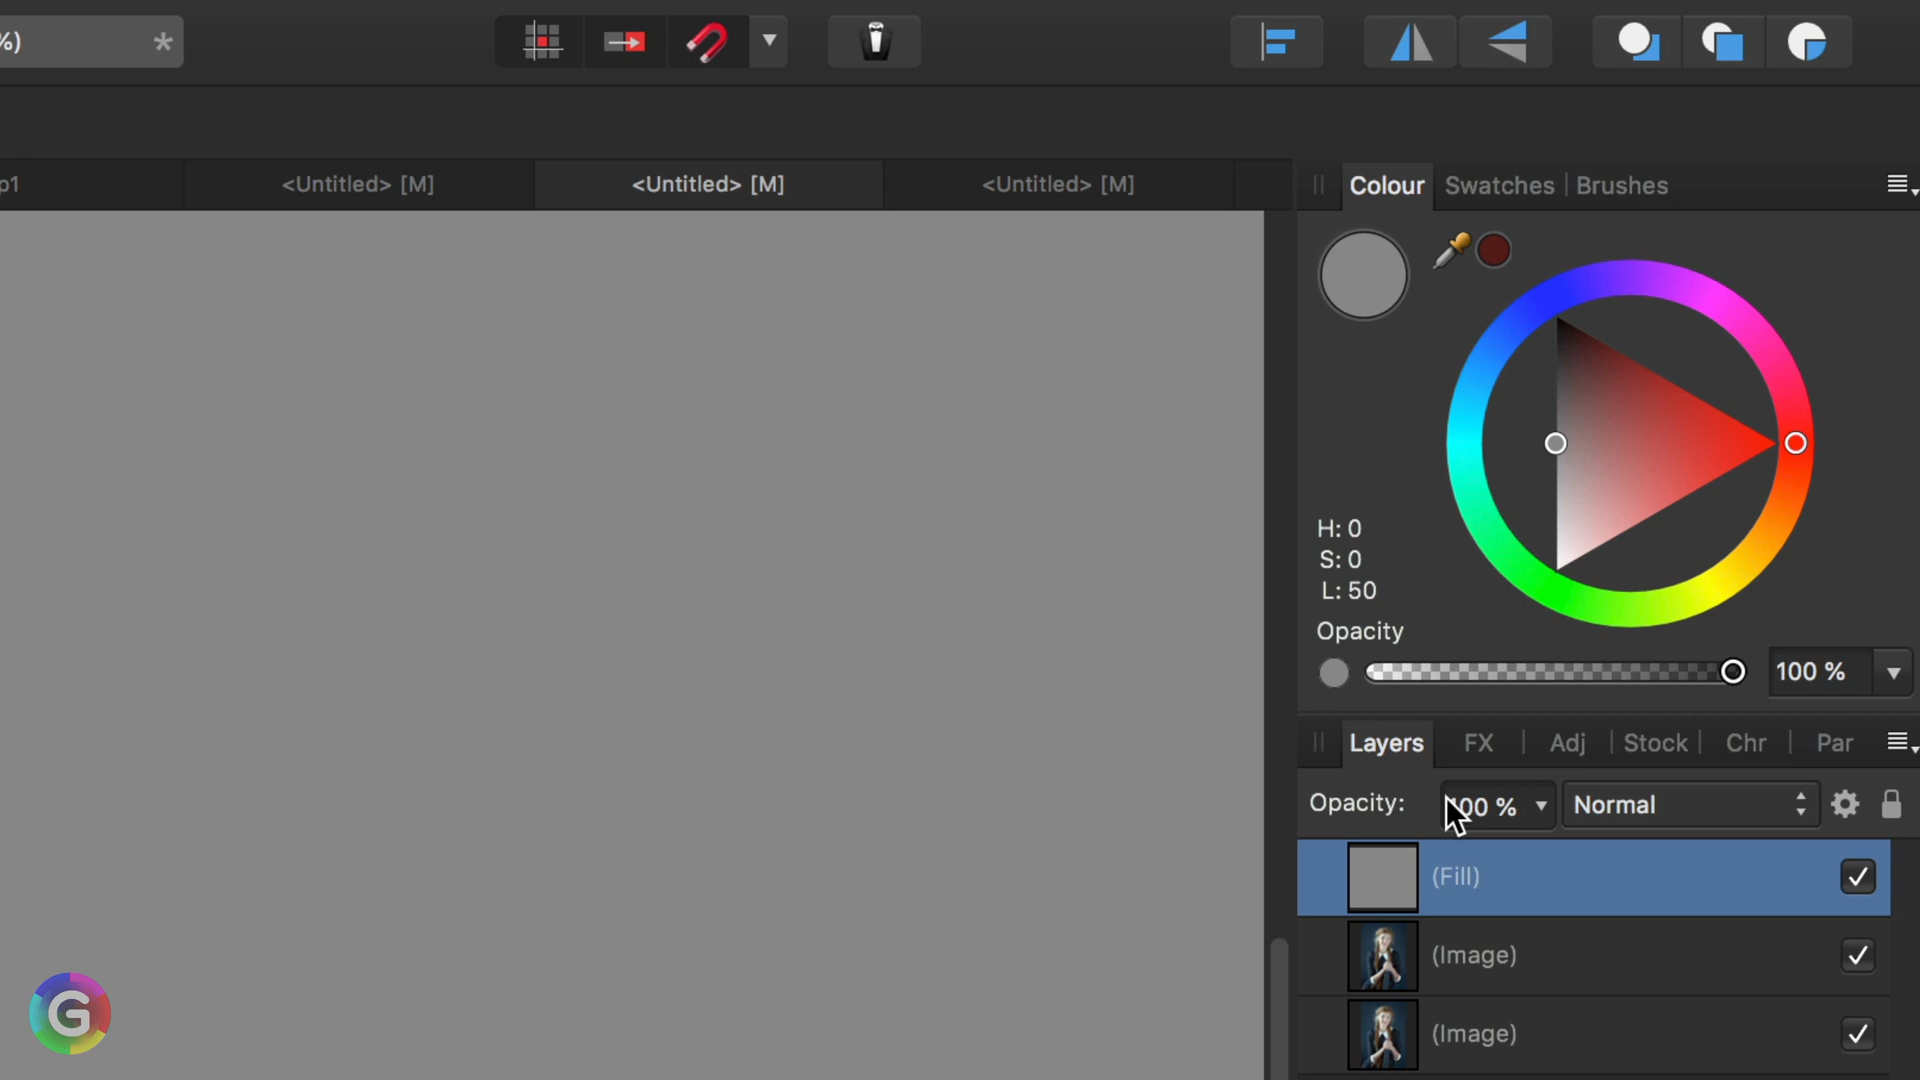 %)
*
p1
<Untitled> [M]
<Untitled> [M]
<Untitled> [M]
Colour
Swatches
Brushes
H: 0
S: 0
L: 50
Opacity
100 %
Layers
FX
Adj
Stock
Chr
Par
Opacity:
00 %
Normal
(Fill)
(Image)
(Image)
G